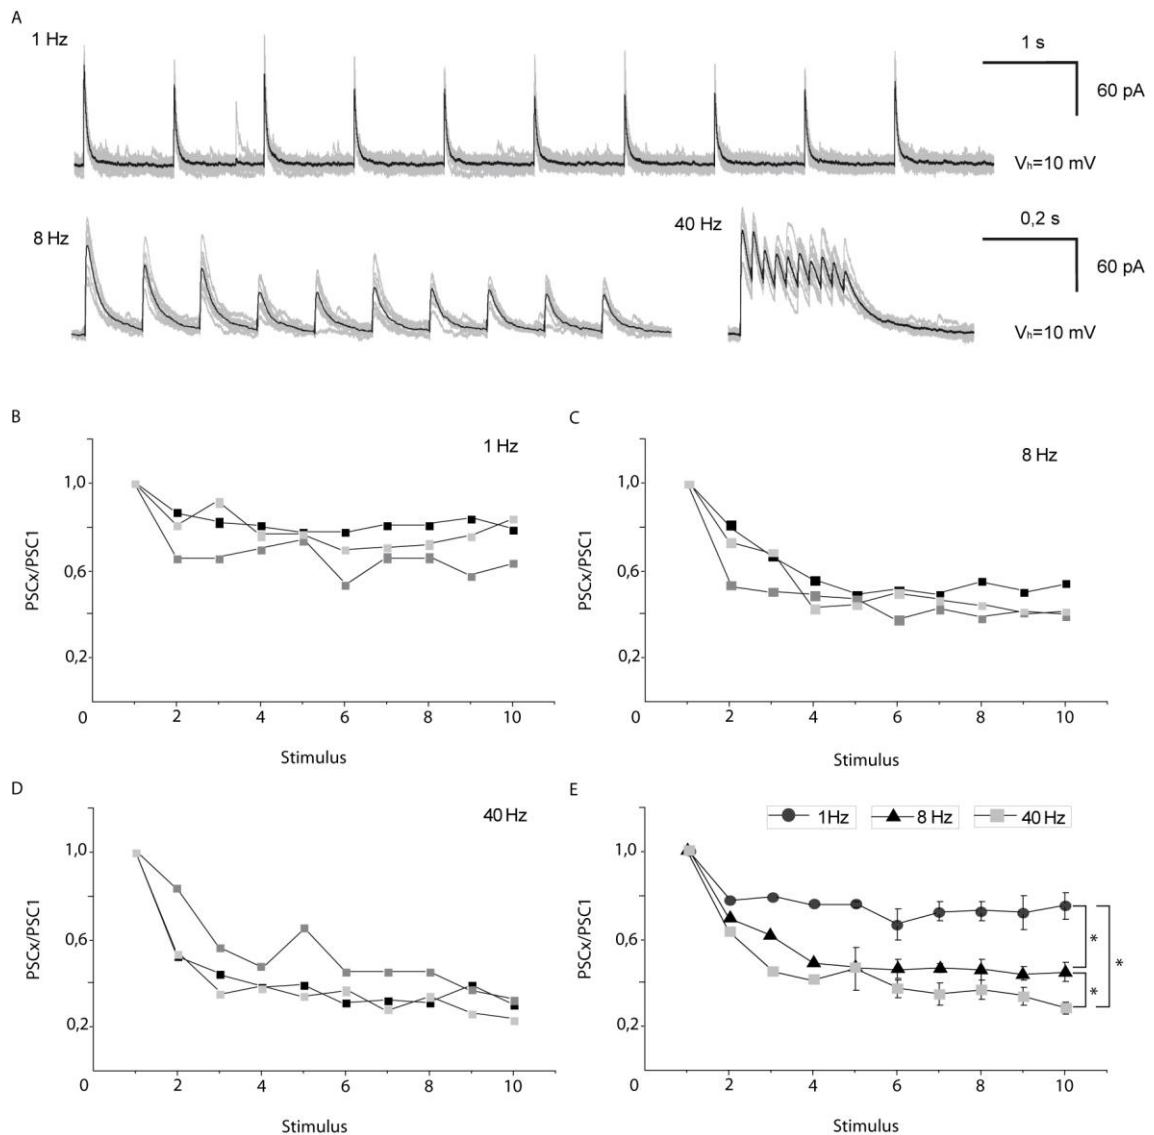 A
1 Hz
1 s
60 pA
Vₕ=10 mV
8 Hz
40 Hz
0,2 s
60 pA
Vₕ=10 mV
B
1 Hz
PSCx/PSC1
1,0
0,6
0,2
0 2 4 6 8 10
Stimulus
C
8 Hz
PSCx/PSC1
1,0
0,6
0,2
0 2 4 6 8 10
Stimulus
D
40 Hz
PSCx/PSC1
1,0
0,6
0,2
0 2 4 6 8 10
Stimulus
E
1Hz 8 Hz 40 Hz
PSCx/PSC1
1,0
0,6
0,2
0 2 4 6 8 10
Stimulus
*
*
*